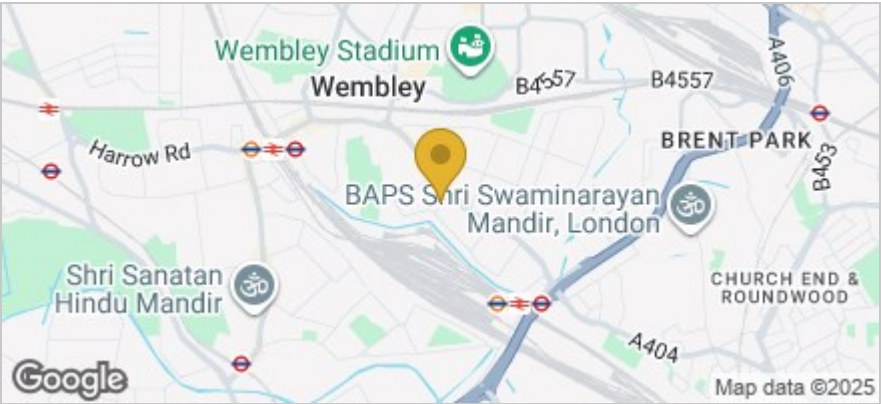 Wembley Stadium
Wembley
B4557
B4557
A406
Harrow Rd
BRENT PARK
B453
BAPS Shri Swaminarayan
Mandir, London
Shri Sanatan
Hindu Mandir
CHURCH END &
ROUNDWOOD
A404
Google
Map data ©2025